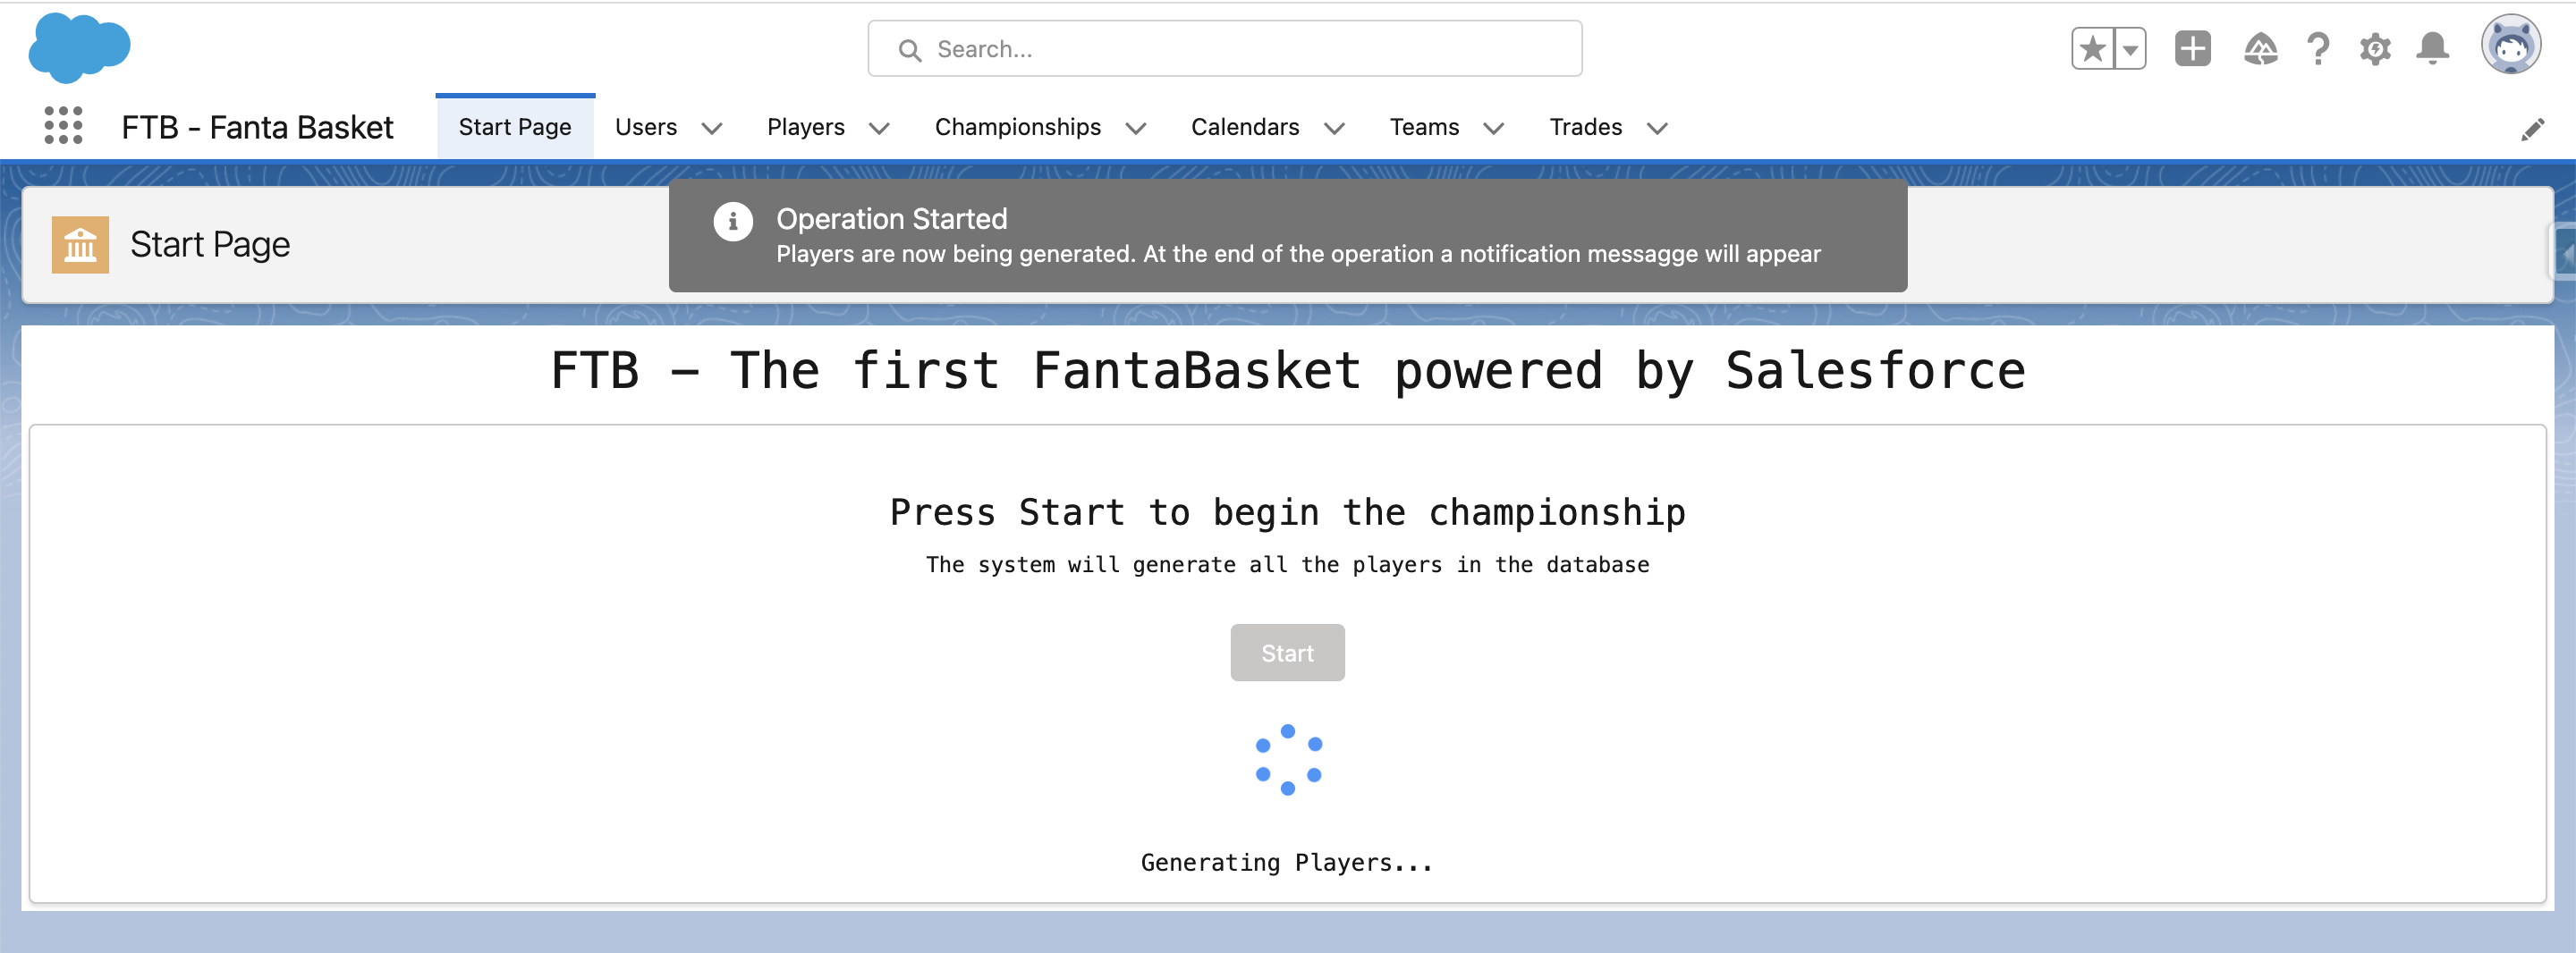 Search...
FTB - Fanta Basket
Start Page
Users
Players
Championships
Calendars
Teams
Trades
Start Page
Operation Started
Players are now being generated. At the end of the operation a notification messagge will appear
FTB – The first FantaBasket powered by Salesforce
Press Start to begin the championship
The system will generate all the players in the database
Start
Generating Players...